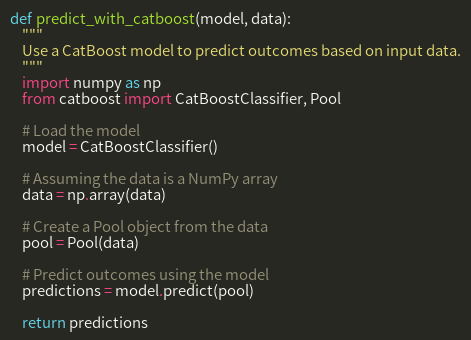 def predict_with_catboost(model, data):
"""
Use a CatBoost model to predict outcomes based on input data.
"""
import numpy as np
from catboost import CatBoostClassifier, Pool
# Load the model
model = CatBoostClassifier()
# Assuming the data is a NumPy array
data = np.array(data)
# Create a Pool object from the data
pool = Pool(data)
# Predict outcomes using the model
predictions = model.predict(pool)
return predictions